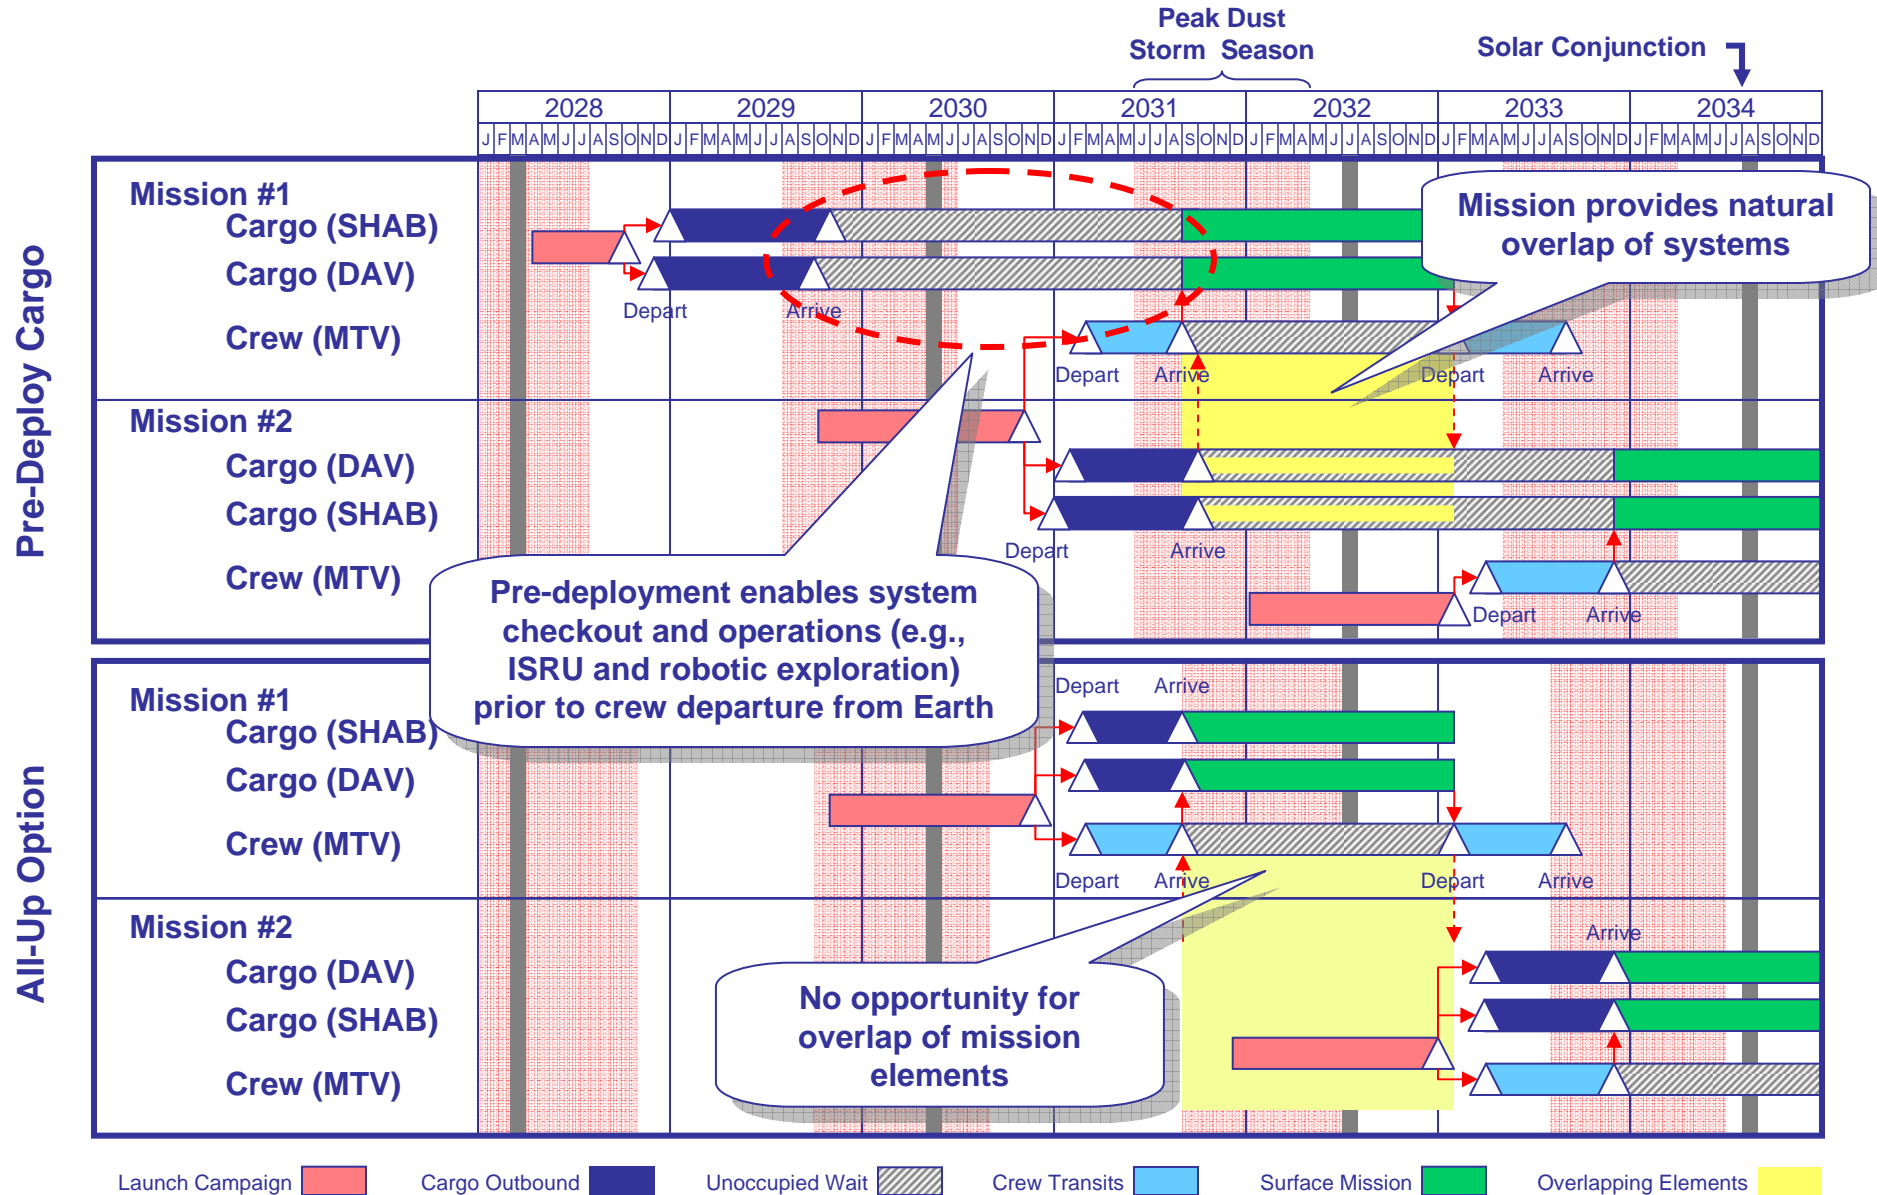 Peak Dust
Storm Season
Solar Conjunction
2028 2029 2030 2031 2032 2033 2034
J F M A M J J A S O N D J F M A M J J A S O N D J F M A M J J A S O N D J F M A M J J A S O N D J F M A M J J A S O N D J F M A M J J A S O N D J F M A M J J A S O N D
Pre-Deploy Cargo
Mission #1
Cargo (SHAB)
Cargo (DAV)
Depart Arrive
Crew (MTV)
Depart Arrive Depart Arrive
Mission provides natural
overlap of systems
Mission #2
Cargo (DAV)
Cargo (SHAB)
Depart Arrive
Crew (MTV)
Depart Arrive
Pre-deployment enables system
checkout and operations (e.g.,
ISRU and robotic exploration)
prior to crew departure from Earth
All-Up Option
Mission #1
Depart Arrive
Cargo (SHAB)
Cargo (DAV)
Crew (MTV)
Depart Arrive Depart Arrive
Mission #2
Arrive
Cargo (DAV)
Cargo (SHAB)
Crew (MTV)
No opportunity for
overlap of mission
elements
Launch Campaign Cargo Outbound Unoccupied Wait Crew Transits Surface Mission Overlapping Elements